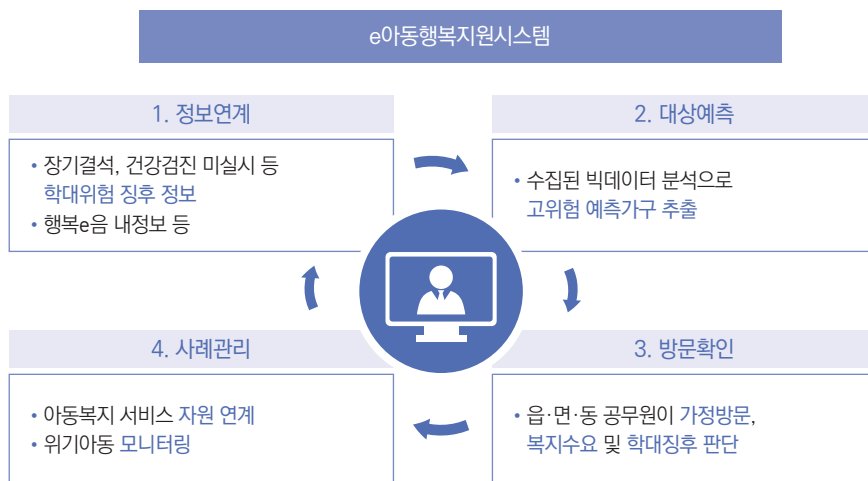 e아동행복지원시스템
1. 정보연계
• 장기결석, 건강검진 미실시 등
학대위험 징후 정보
• 행복e음 내정보 등
2. 대상예측
• 수집된 빅데이터 분석으로
고위험 예측가구 추출
3. 방문확인
• 읍·면·동 공무원이 가정방문,
복지수요 및 학대징후 판단
4. 사례관리
• 아동복지 서비스 자원 연계
• 위기아동 모니터링